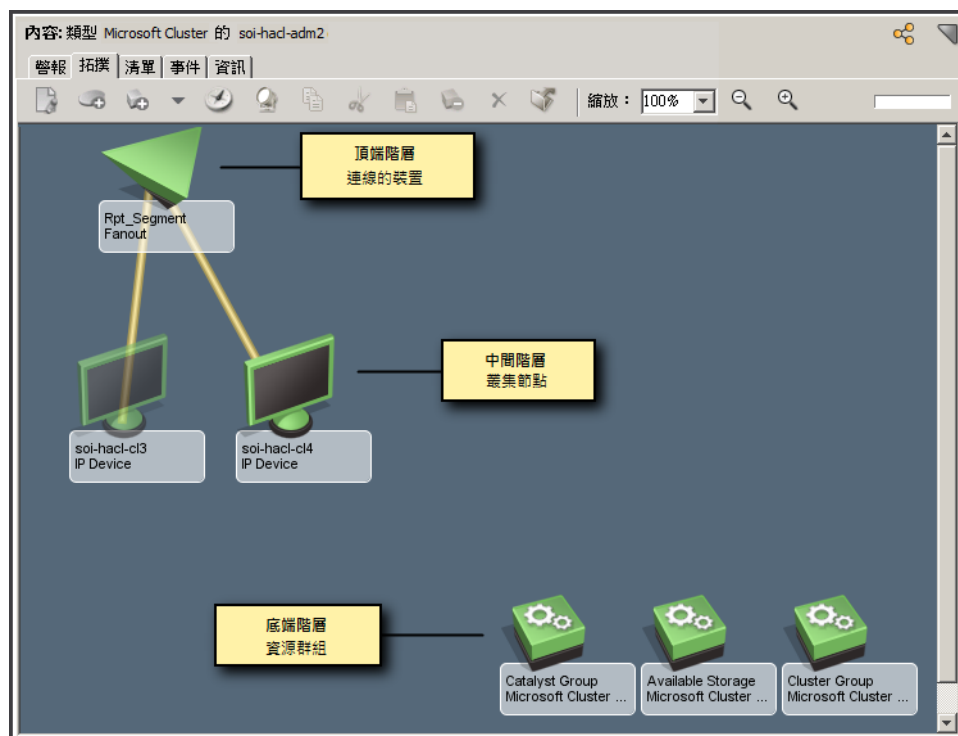 內容: 類型 Microsoft Cluster 的 soi-hacl-adm2
警報 拓撲 清單 事件 資訊
縮放： 100%
頂端階層
連線的裝置
Rpt_Segment
Fanout
中間階層
叢集節點
soi-hacl-cl3
IP Device
soi-hacl-cl4
IP Device
底端階層
資源群組
Catalyst Group
Microsoft Cluster ...
Available Storage
Microsoft Cluster ...
Cluster Group
Microsoft Cluster ...